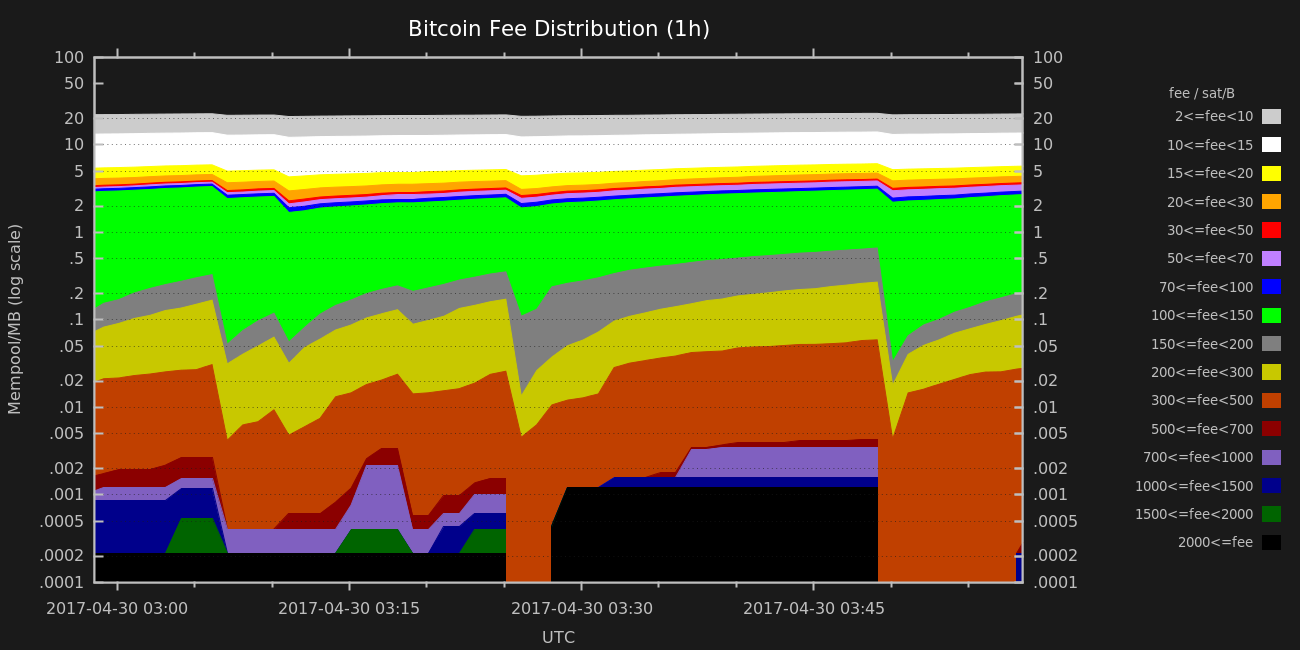 Bitcoin Fee Distribution (1h)
Mempool/MB (log scale)
100
50
20
10
5
2
1
.5
.2
.1
.05
.02
.01
.005
.002
.001
.0005
.0002
.0001
100
50
20
10
5
2
1
.5
.2
.1
.05
.02
.01
.005
.002
.001
.0005
.0002
.0001
2017-04-30 03:00
2017-04-30 03:15
2017-04-30 03:30
2017-04-30 03:45
UTC
fee / sat/B
2<=fee<10
10<=fee<15
15<=fee<20
20<=fee<30
30<=fee<50
50<=fee<70
70<=fee<100
100<=fee<150
150<=fee<200
200<=fee<300
300<=fee<500
500<=fee<700
700<=fee<1000
1000<=fee<1500
1500<=fee<2000
2000<=fee